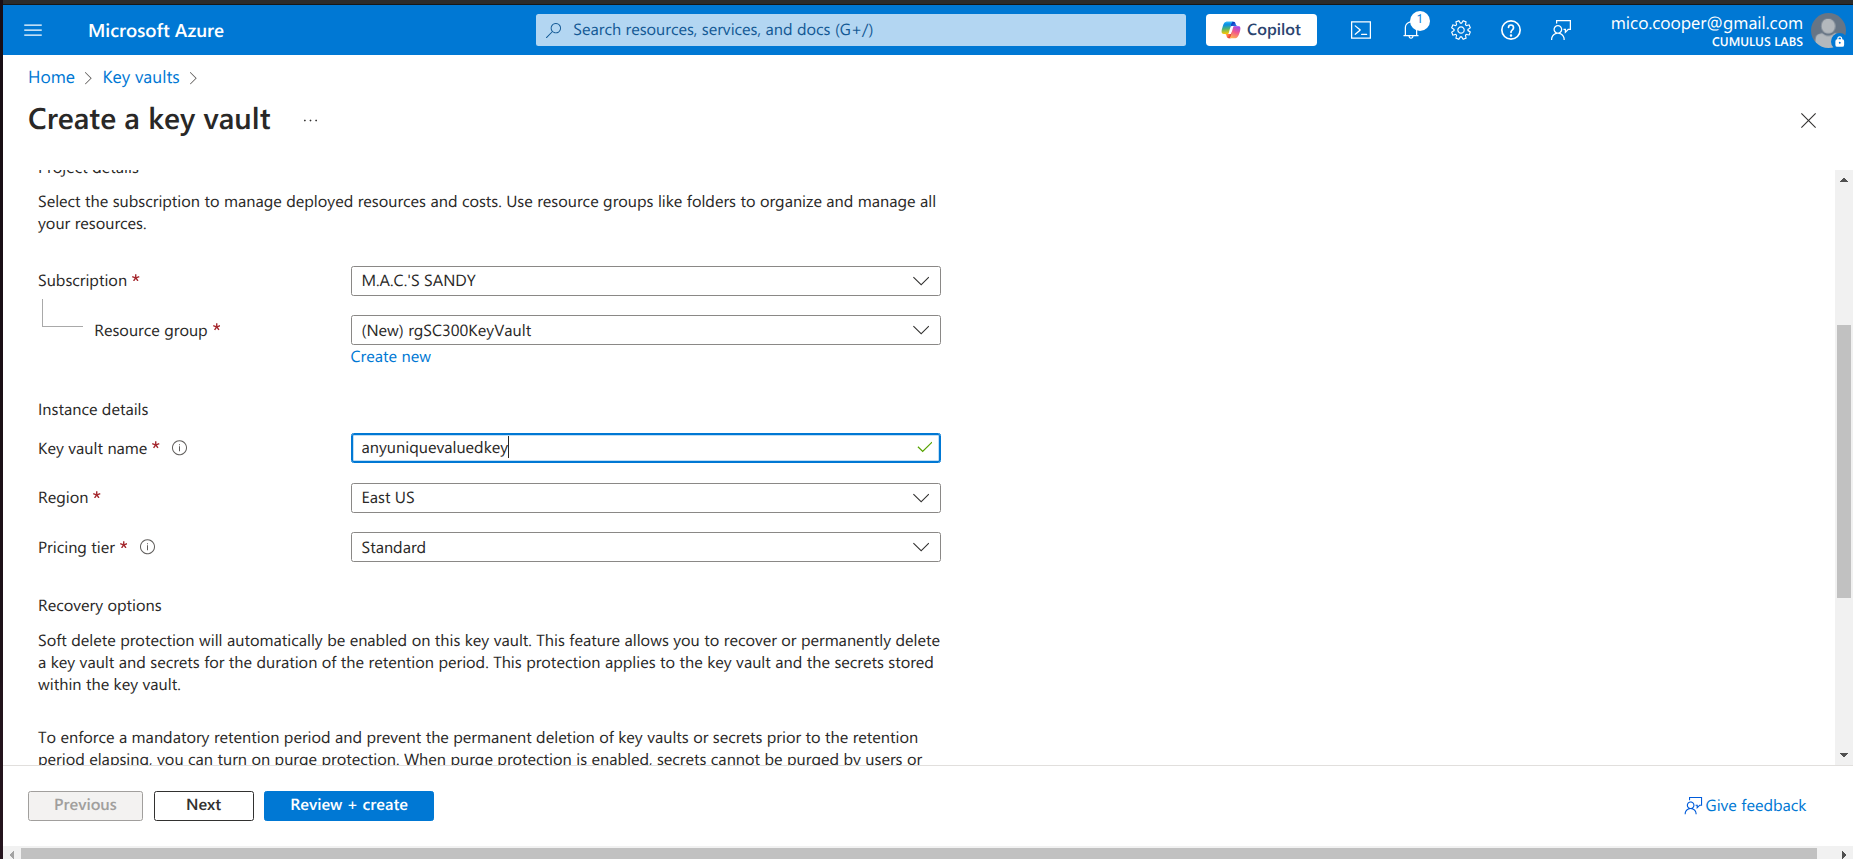 Microsoft Azure
Search resources, services, and docs (G+/)
Copilot
1
mico.cooper@gmail.com
CUMULUS LABS
Home > Key vaults >
Create a key vault ...
Project details
Select the subscription to manage deployed resources and costs. Use resource groups like folders to organize and manage all
your resources.
Subscription *
M.A.C.'S SANDY
Resource group *
(New) rgSC300KeyVault
Create new
Instance details
Key vault name *
anyuniquevaluedkey
Region *
East US
Pricing tier *
Standard
Recovery options
Soft delete protection will automatically be enabled on this key vault. This feature allows you to recover or permanently delete
a key vault and secrets for the duration of the retention period. This protection applies to the key vault and the secrets stored
within the key vault.
To enforce a mandatory retention period and prevent the permanent deletion of key vaults or secrets prior to the retention
period elapsing, you can turn on purge protection. When purge protection is enabled, secrets cannot be purged by users or
Previous
Next
Review + create
Give feedback